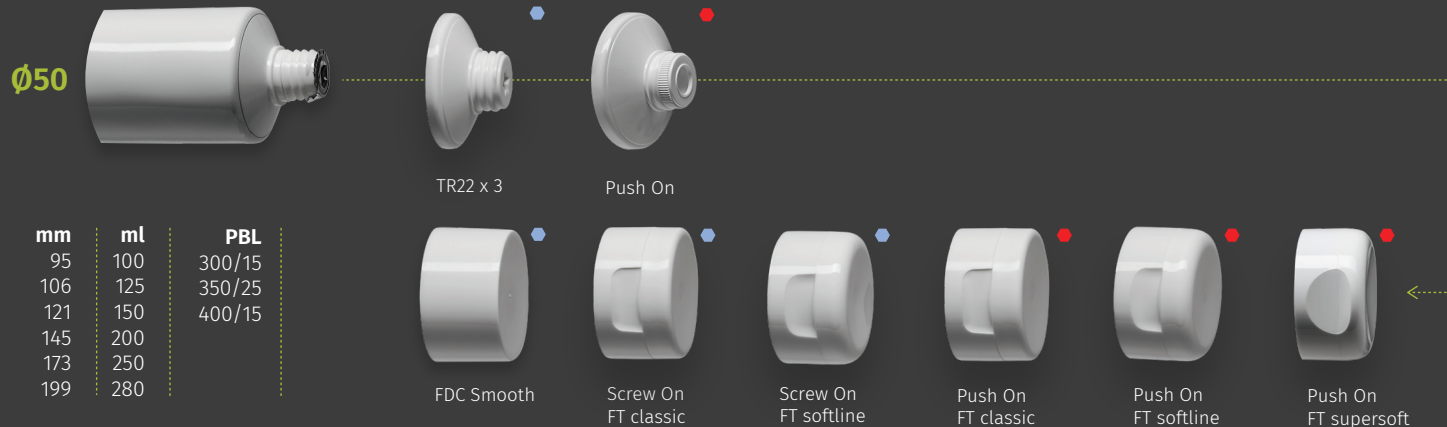 Ø50
TR22 x 3
Push On
mm ml PBL
95 100 300/15
106 125 350/25
121 150 400/15
145 200
173 250
199 280
FDC Smooth
Screw On
FT classic
Screw On
FT softline
Push On
FT classic
Push On
FT softline
Push On
FT supersoft